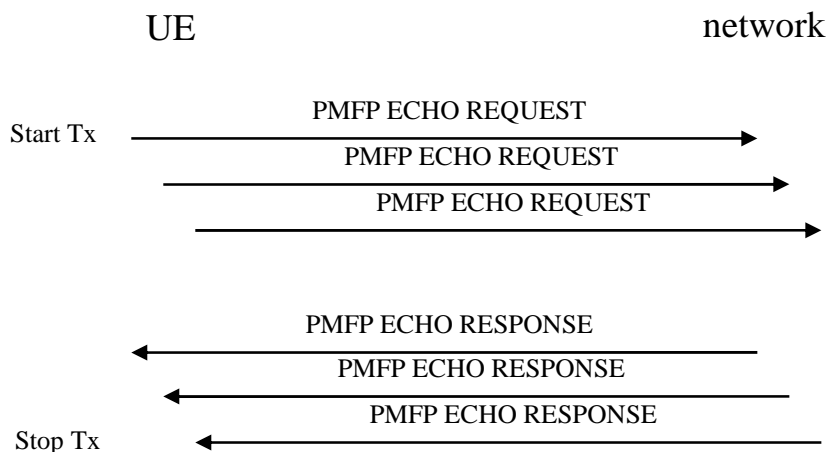 UE network
PMFP ECHO REQUEST
Start Tx
PMFP ECHO REQUEST
PMFP ECHO REQUEST
PMFP ECHO RESPONSE
PMFP ECHO RESPONSE
PMFP ECHO RESPONSE
Stop Tx